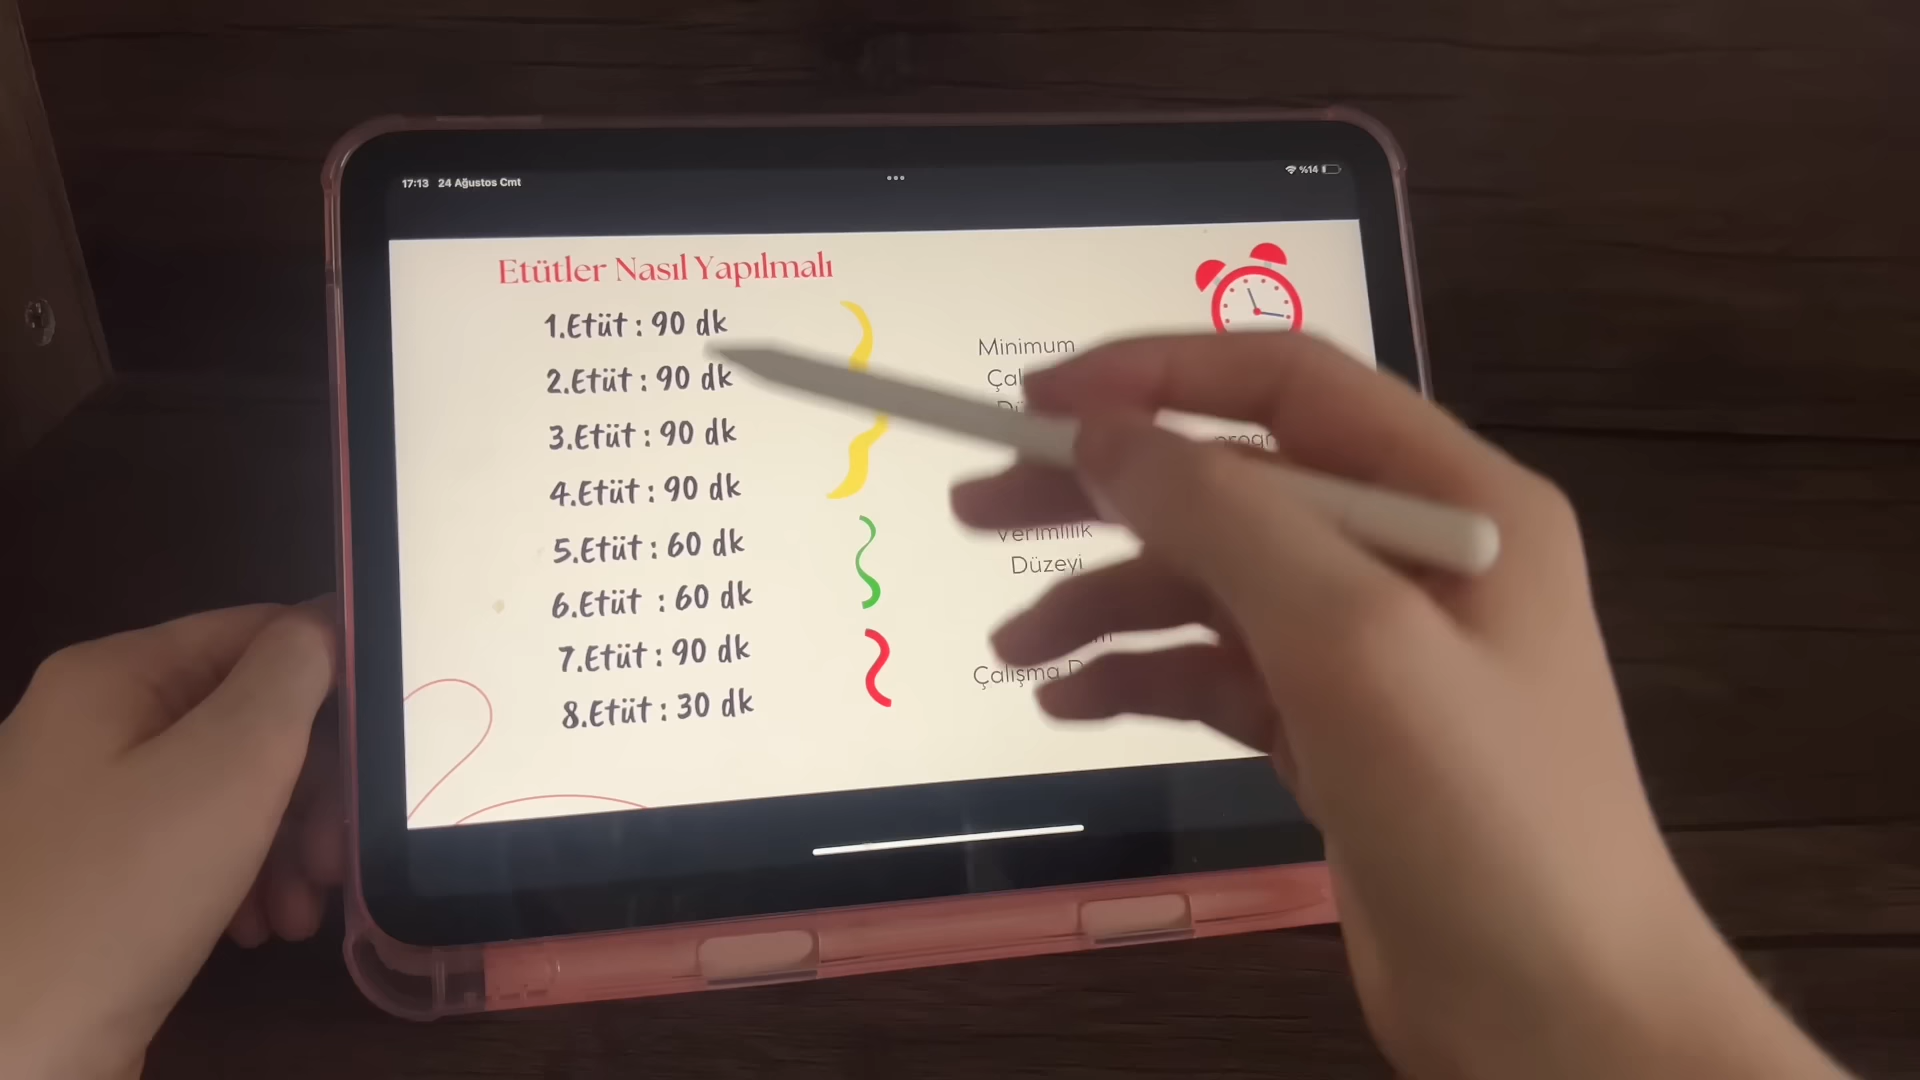 17:13 24 Ağustos Cmt
%14
Etütler Nasıl Yapılmalı
1.Etüt : 90 dk
2.Etüt : 90 dk
3.Etüt : 90 dk
4.Etüt : 90 dk
5.Etüt : 60 dk
6.Etüt : 60 dk
7.Etüt : 90 dk
8.Etüt : 30 dk
Minimum
Verimlilik
Düzeyi
Çalışma